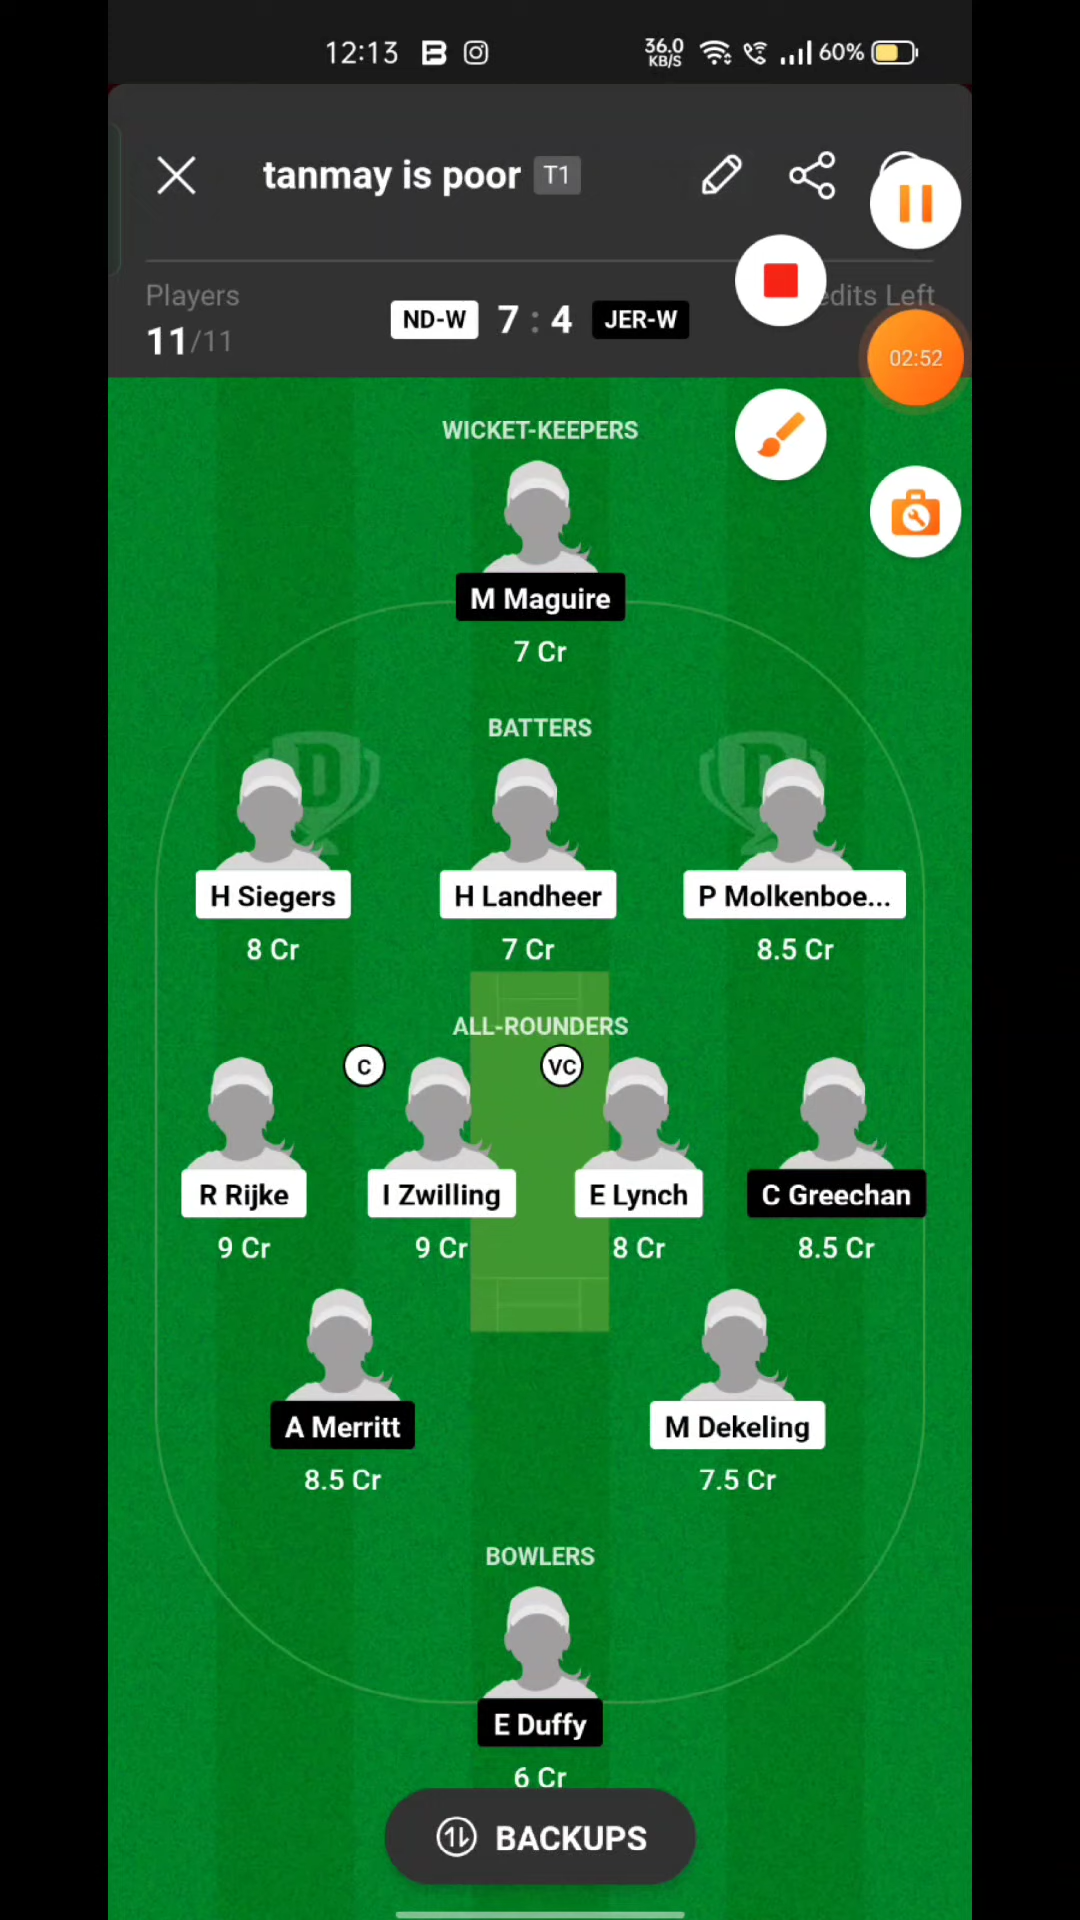 12:13 36.0 KB/S 60%
tanmay is poor T1
Players edits Left
11/11 ND-W 7 : 4 JER-W
02:52
WICKET-KEEPERS
M Maguire
7 Cr
BATTERS
H Siegers H Landheer P Molkenboe...
8 Cr 7 Cr 8.5 Cr
ALL-ROUNDERS
C VC
R Rijke I Zwilling E Lynch C Greechan
9 Cr 9 Cr 8 Cr 8.5 Cr
A Merritt M Dekeling
8.5 Cr 7.5 Cr
BOWLERS
E Duffy
6 Cr
BACKUPS